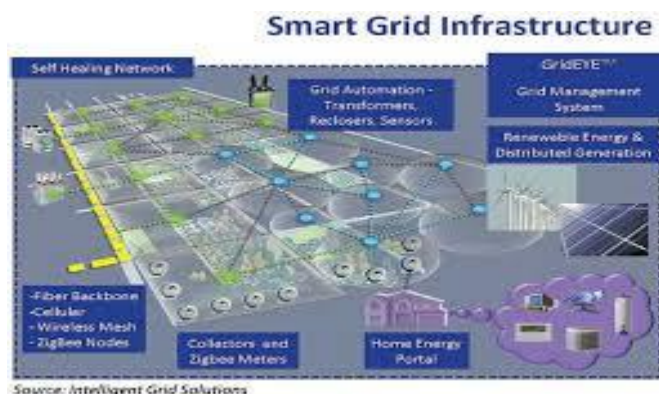 Smart Grid Infrastructure
Self Healing Network
Grid Automation -
Transformers,
Reclosers, Sensors
GridEYE™
Grid Management
System
Renewable Energy &
Distributed Generation
-Fiber Backbone
-Cellular
- Wireless Mesh
- ZigBee Nodes
Collectors and
Zigbee Meters
Home Energy
Portal
Source: Intelligent Grid Solutions